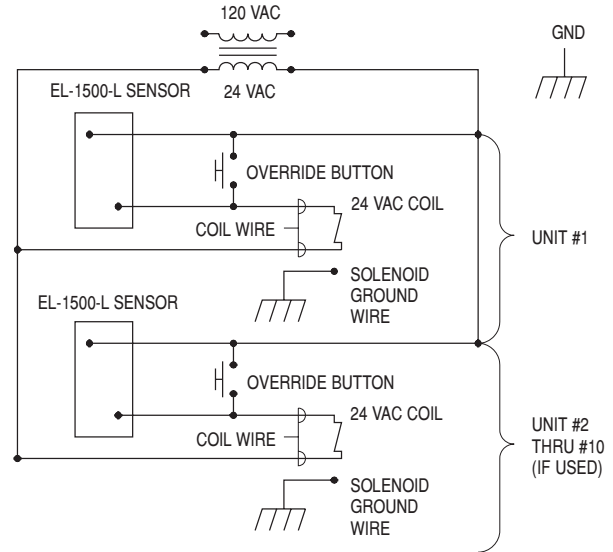 120 VAC
GND
24 VAC
EL-1500-L SENSOR
OVERRIDE BUTTON
24 VAC COIL
COIL WIRE
UNIT #1
SOLENOID
GROUND
WIRE
EL-1500-L SENSOR
OVERRIDE BUTTON
24 VAC COIL
COIL WIRE
UNIT #2
THRU #10
(IF USED)
SOLENOID
GROUND
WIRE